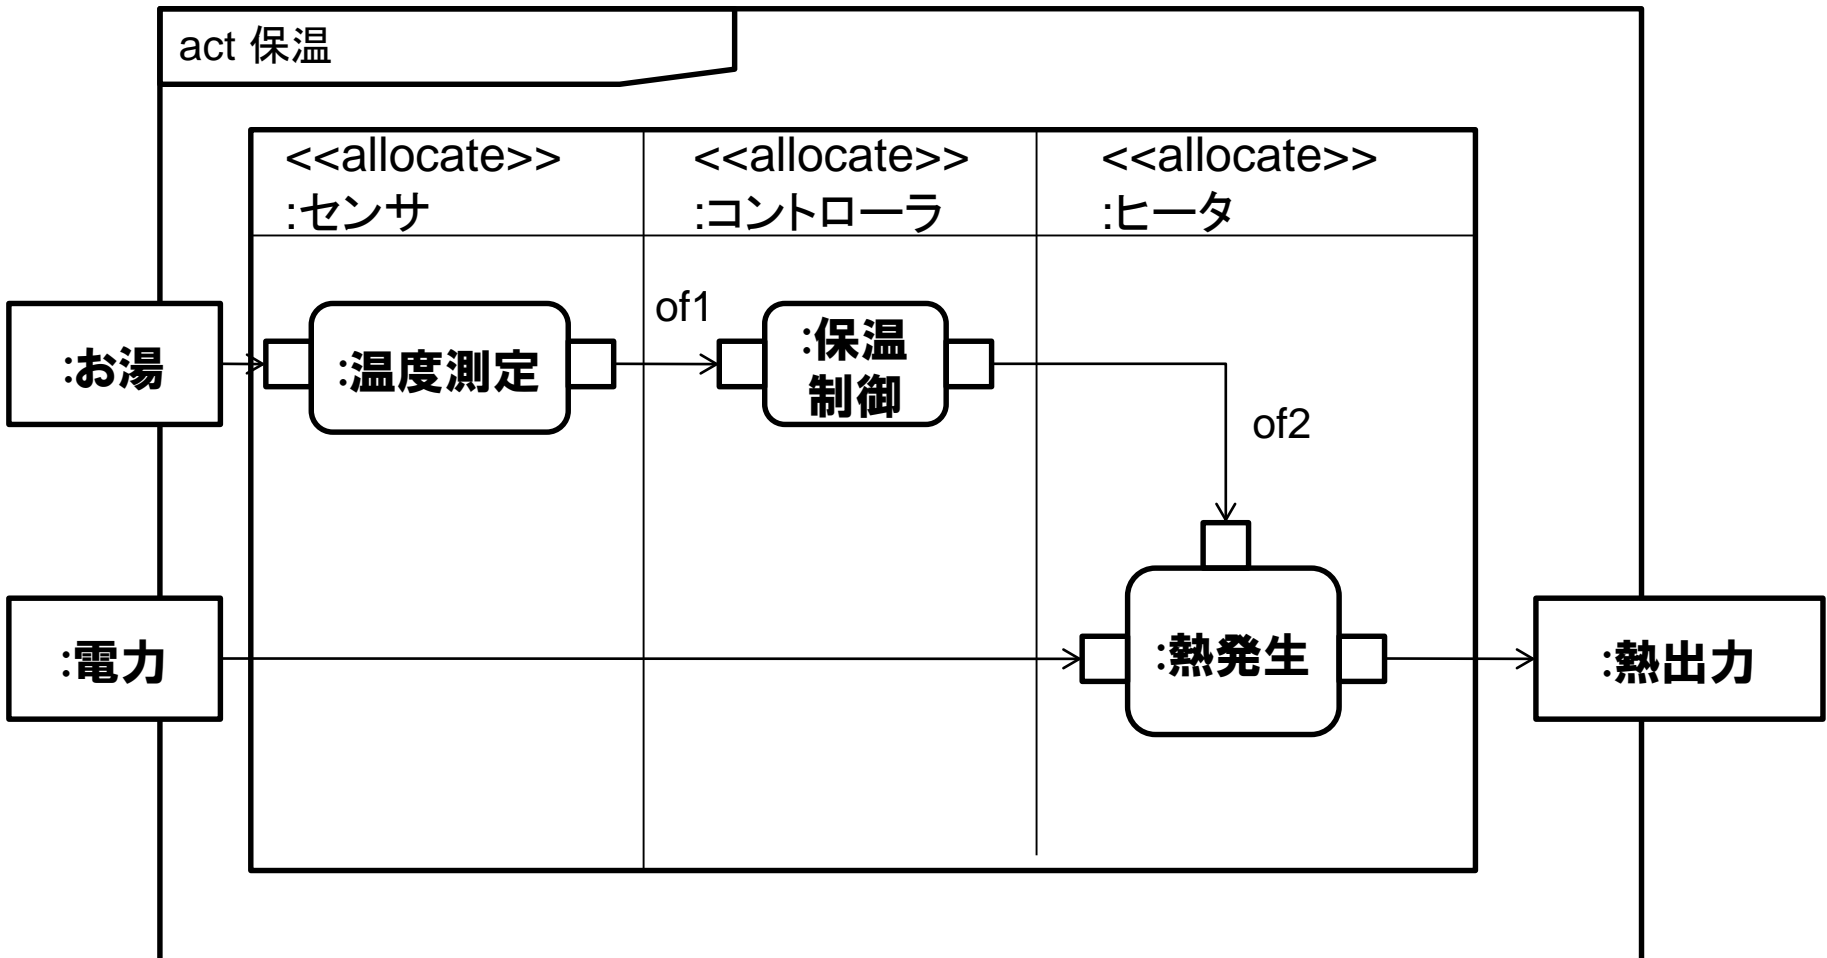 act 保温
<<allocate>>
:センサ
<<allocate>>
:コントローラ
<<allocate>>
:ヒータ
:お湯
:温度測定
of1
:保温
制御
of2
:電力
:熱発生
:熱出力